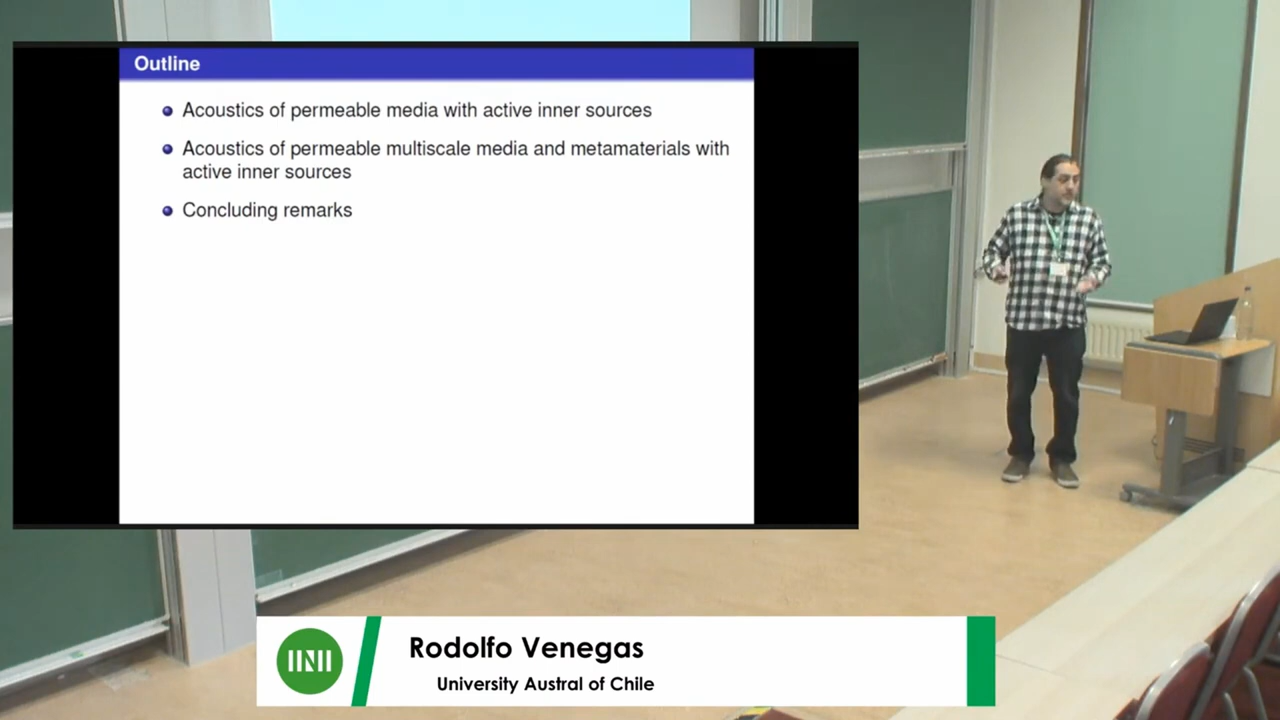 Outline
Acoustics of permeable media with active inner sources
Acoustics of permeable multiscale media and metamaterials with
active inner sources
Concluding remarks
Rodolfo Venegas
University Austral of Chile